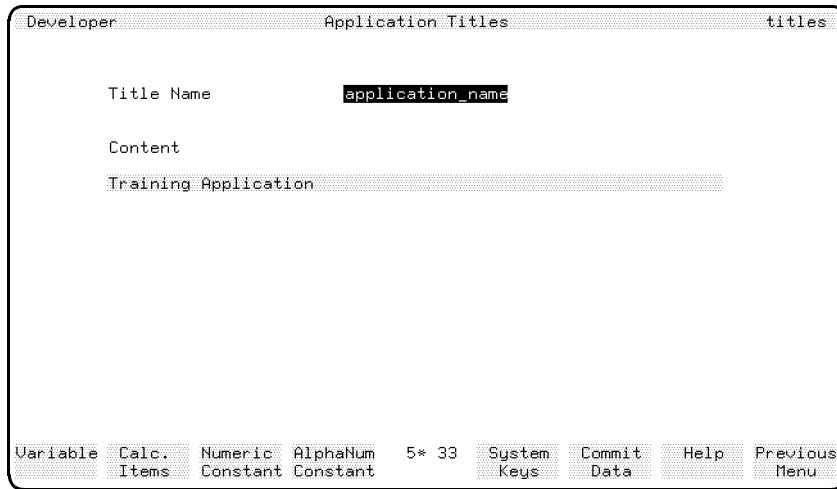 Developer Application Titles titles
Title Name application_name
Content
Training Application
Variable Calc. Numeric AlphaNum 5* 33 System Commit Help Previous
Items Constant Constant Keys Data Menu